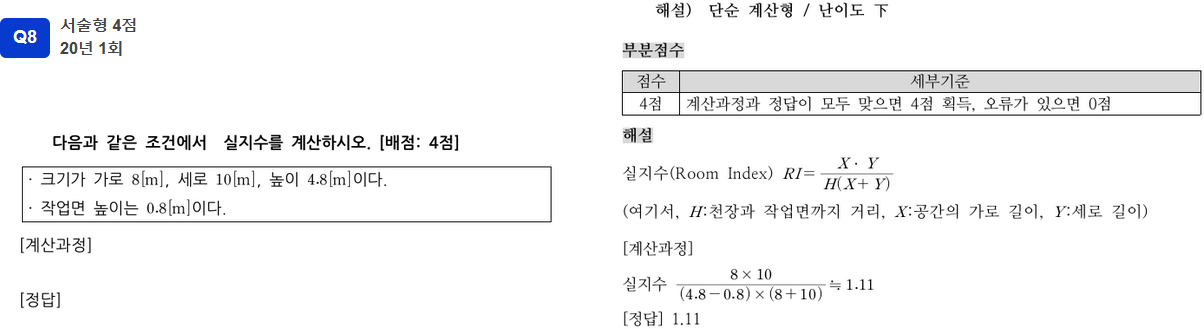 Q8
서술형 4점
20년 1회
다음과 같은 조건에서 실지수를 계산하시오. [배점: 4점]
· 크기가 가로 8[m], 세로 10[m], 높이 4.8[m]이다.
· 작업면 높이는 0.8[m]이다.
[계산과정]
[정답]
해설) 단순 계산형 / 난이도 下
부분점수
점수 세부기준
4점 계산과정과 정답이 모두 맞으면 4점 획득, 오류가 있으면 0점
해설
실지수(Room Index) RI= X· Y / H(X+ Y)
(여기서, H:천장과 작업면까지 거리, X:공간의 가로 길이, Y:세로 길이)
[계산과정]
실지수 8×10 / (4.8-0.8)×(8+10) ≒1.11
[정답] 1.11